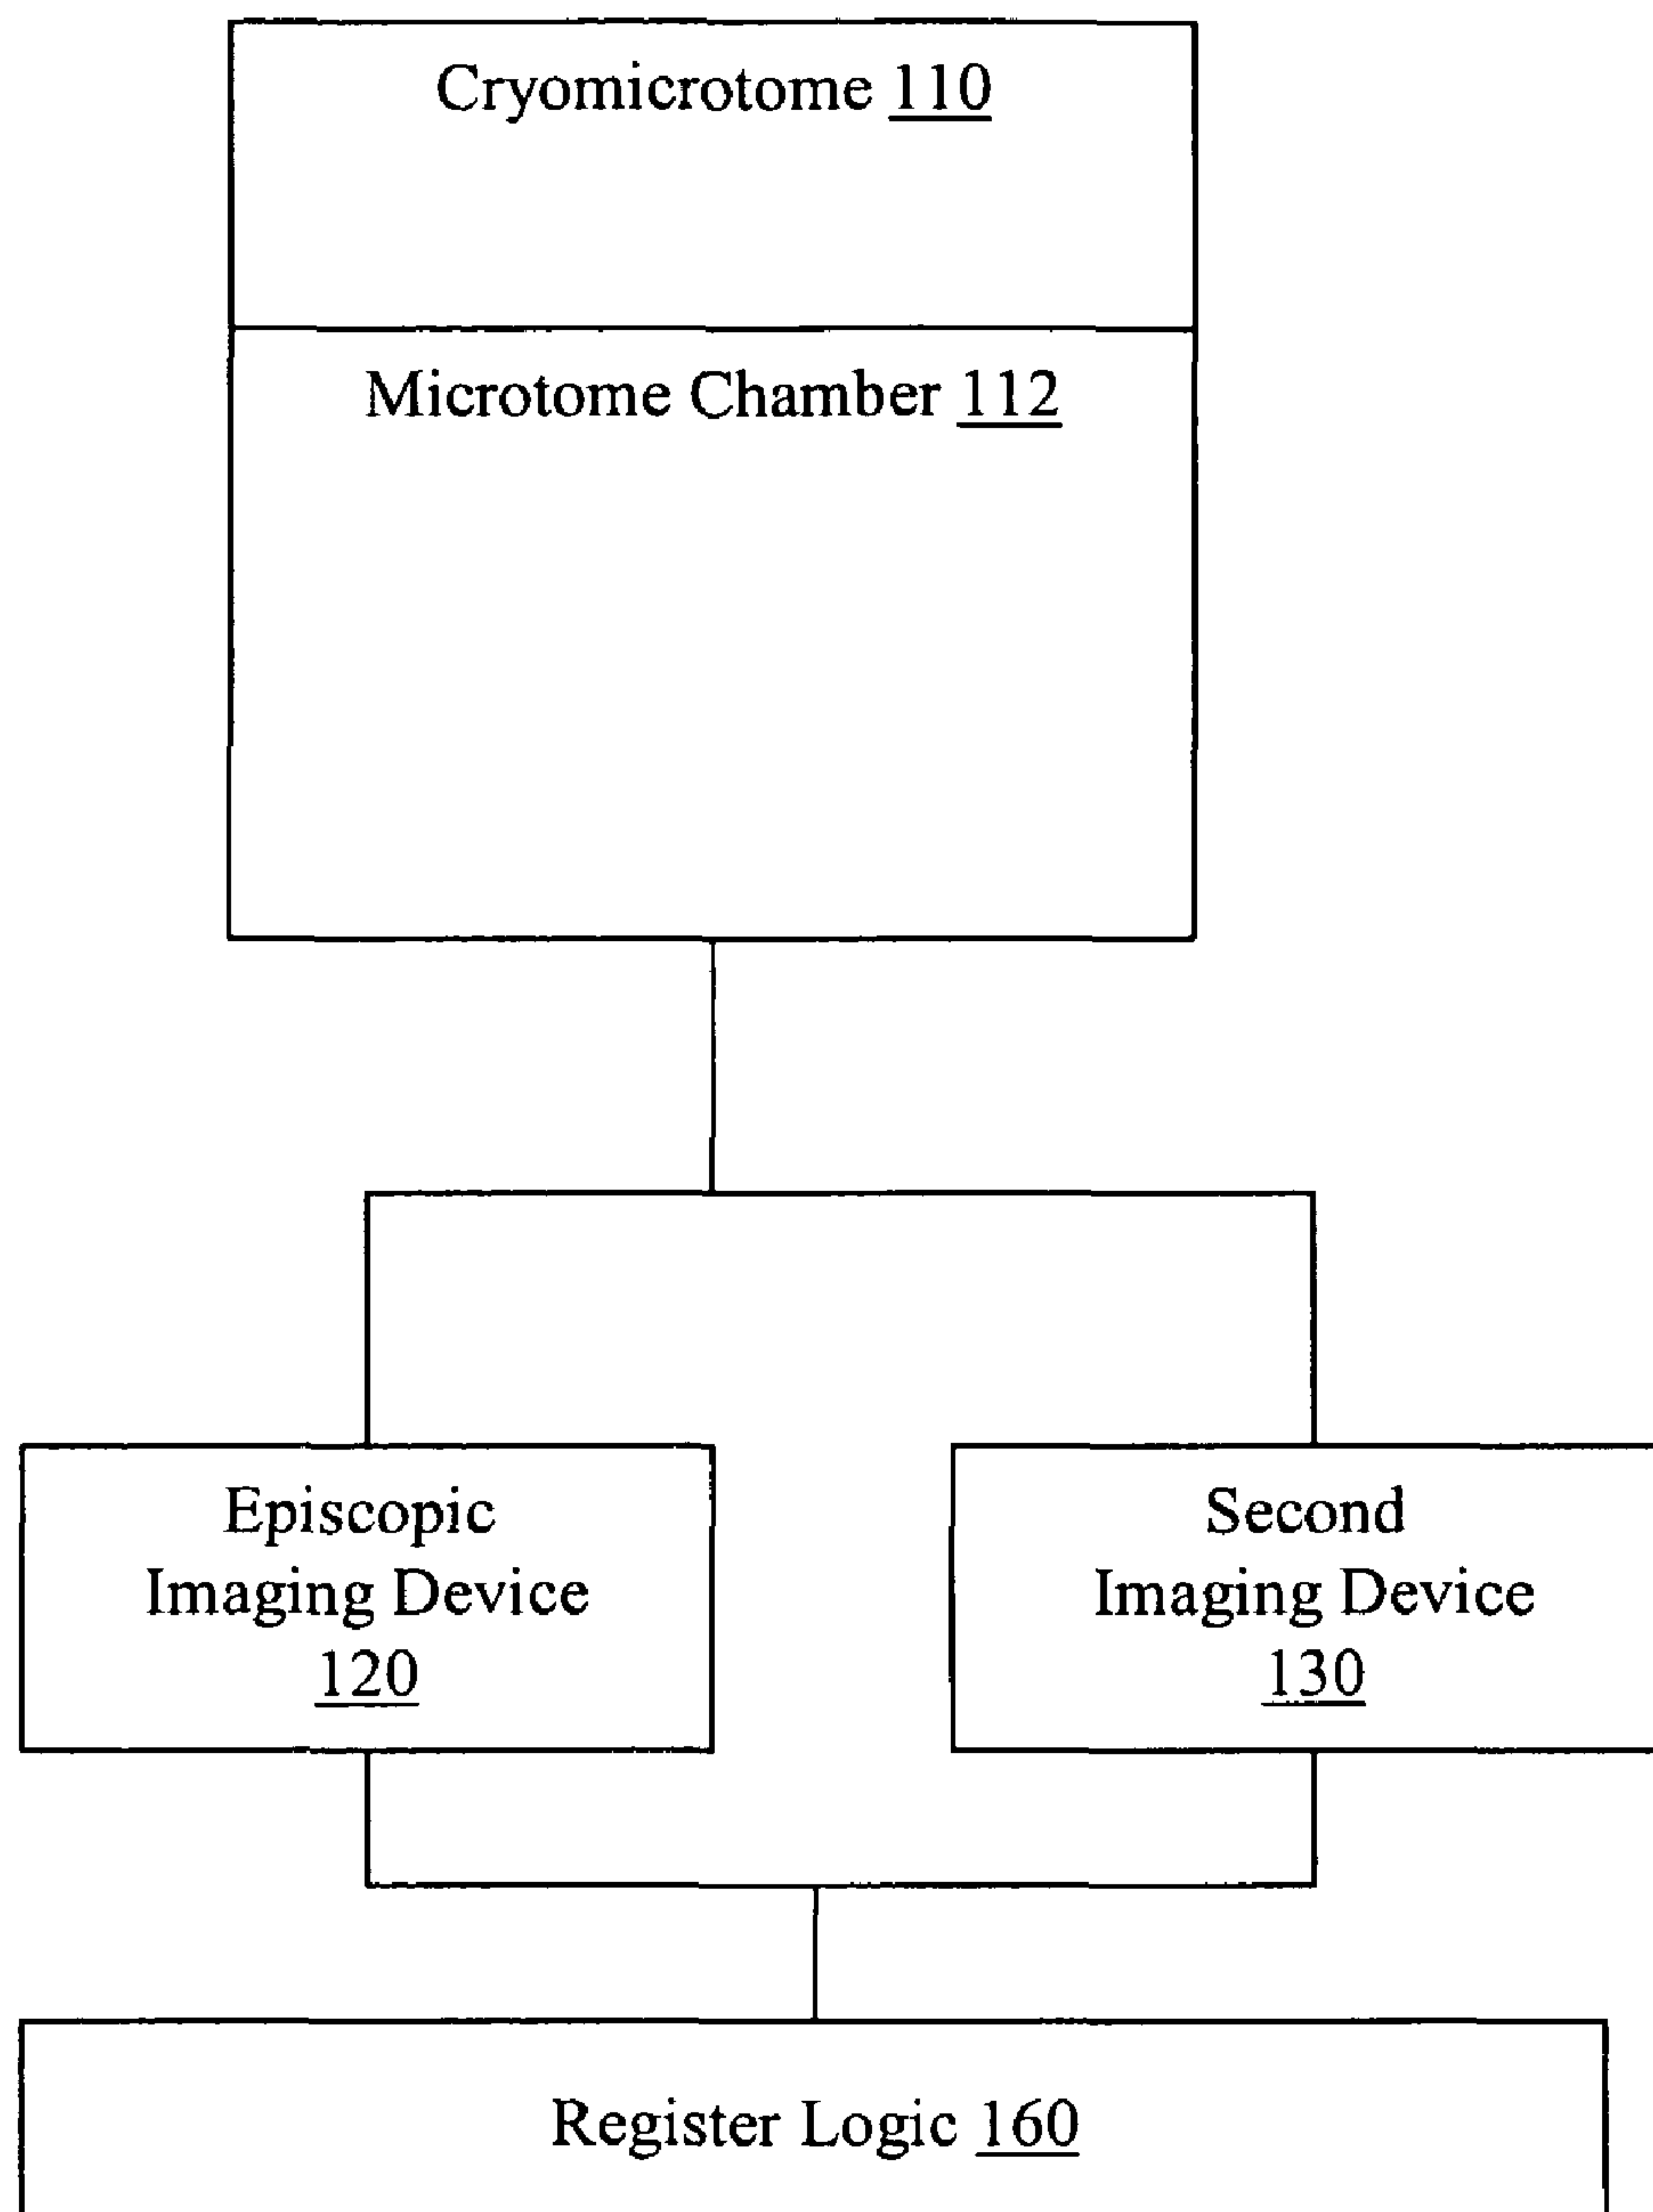 Cryomicrotome 110
Microtome Chamber 112
Episcopic
Imaging Device
120
Second
Imaging Device
130
Register Logic 160